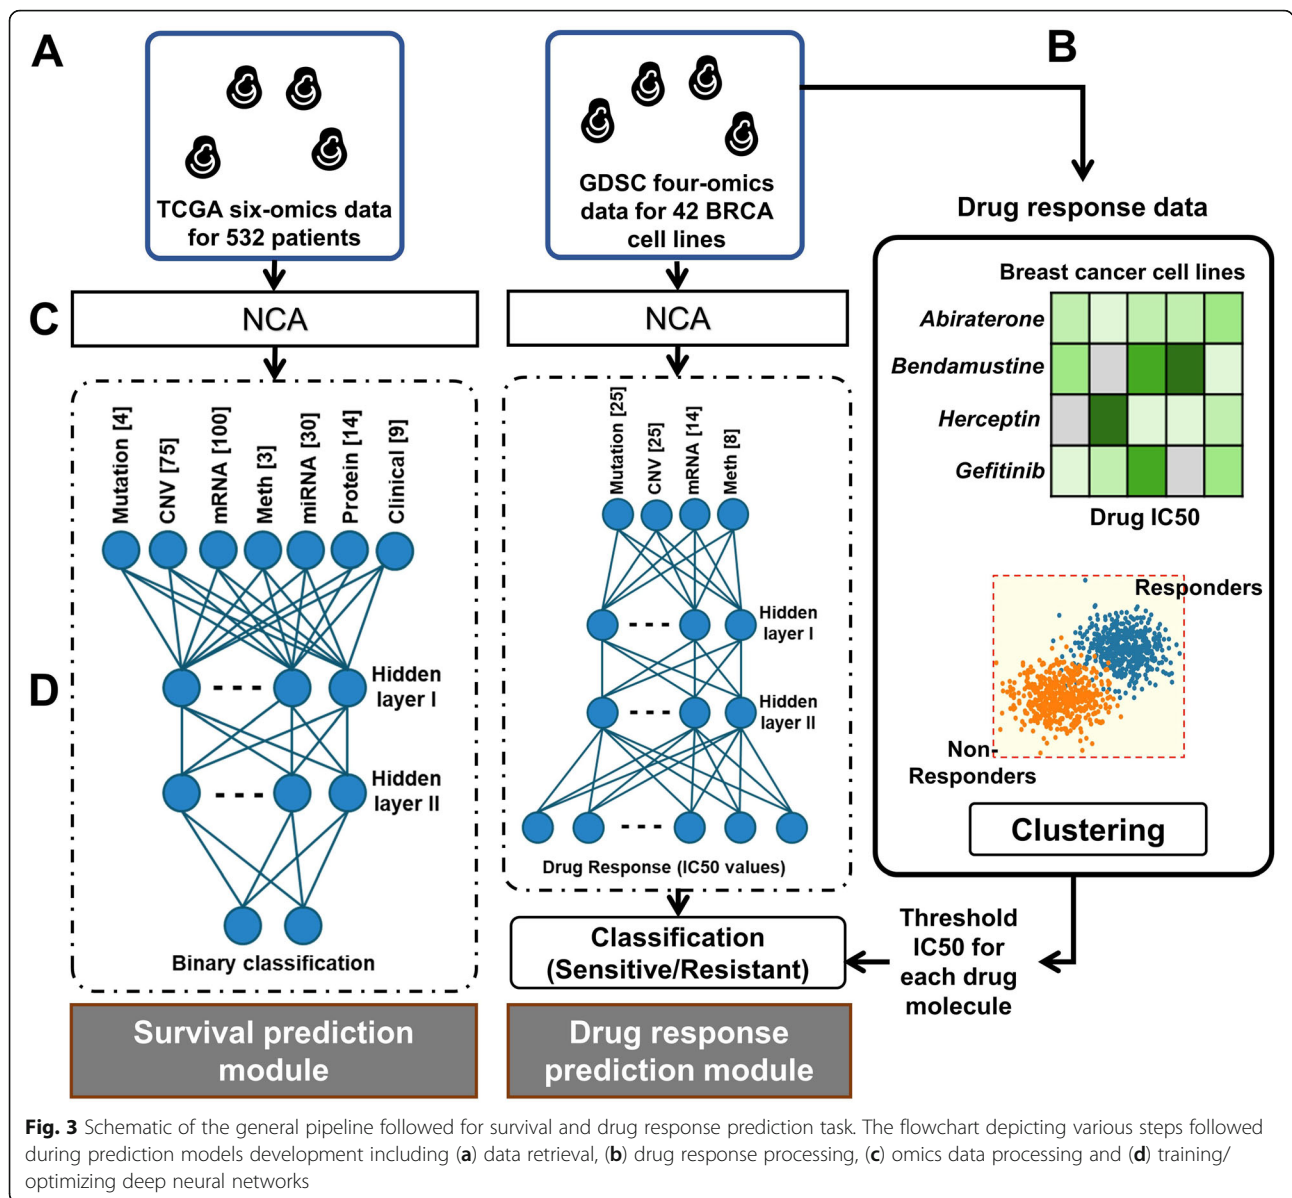 A
TCGA six-omics data
for 532 patients
GDSC four-omics
data for 42 BRCA
cell lines
B
Drug response data
C
NCA
NCA
Mutation [4]
CNV [75]
mRNA [100]
Meth [3]
miRNA [30]
Protein [14]
Clinical [9]
Mutation [25]
CNV [25]
mRNA [14]
Meth [8]
Breast cancer cell lines
Abiraterone
Bendamustine
Herceptin
Gefitinib
Drug IC50
Responders
Non-
Responders
Clustering
D
Hidden
layer I
Hidden
layer II
Binary classification
Hidden
layer I
Hidden
layer II
Drug Response (IC50 values)
Classification
(Sensitive/Resistant)
Threshold
IC50 for
each drug
molecule
Survival prediction
module
Drug response
prediction module
Fig. 3 Schematic of the general pipeline followed for survival and drug response prediction task. The flowchart depicting various steps followed
during prediction models development including (a) data retrieval, (b) drug response processing, (c) omics data processing and (d) training/
optimizing deep neural networks